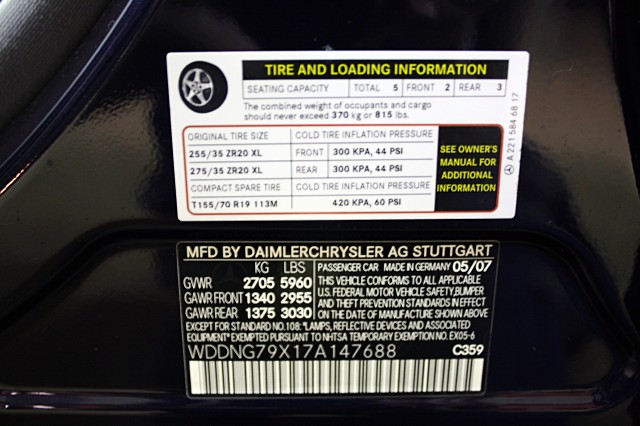 TIRE AND LOADING INFORMATION
SEATING CAPACITY TOTAL 5 FRONT 2 REAR 3
The combined weight of occupants and cargo
should never exceed 370 kg or 815 lbs.
ORIGINAL TIRE SIZE COLD TIRE INFLATION PRESSURE
255/35 ZR20 XL FRONT 300 KPA, 44 PSI
275/35 ZR20 XL REAR 300 KPA, 44 PSI
COMPACT SPARE TIRE COLD TIRE INFLATION PRESSURE
T155/70 R19 113M 420 KPA, 60 PSI
SEE OWNER'S
MANUAL FOR
ADDITIONAL
INFORMATION
A 221 584 68 17
MFD BY DAIMLERCHRYSLER AG STUTTGART
KG LBS
GVWR 2705 5960
GAWR FRONT 1340 2955
GAWR REAR 1375 3030
PASSENGER CAR MADE IN GERMANY 05/07
THIS VEHICLE CONFORMS TO ALL APPLICABLE
U.S. FEDERAL MOTOR VEHICLE SAFETY, BUMPER
AND THEFT PREVENTION STANDARDS IN EFFECT
ON THE DATE OF MANUFACTURE SHOWN ABOVE.
EXCEPT FOR STANDARD NO. 108: "LAMPS, REFLECTIVE DEVICES AND ASSOCIATED
EQUIPMENT" EXEMPTED PURSUANT TO NHTSA TEMPORARY EXEMPTION NO. EX05-6
WDDNG79X17A147688 C359